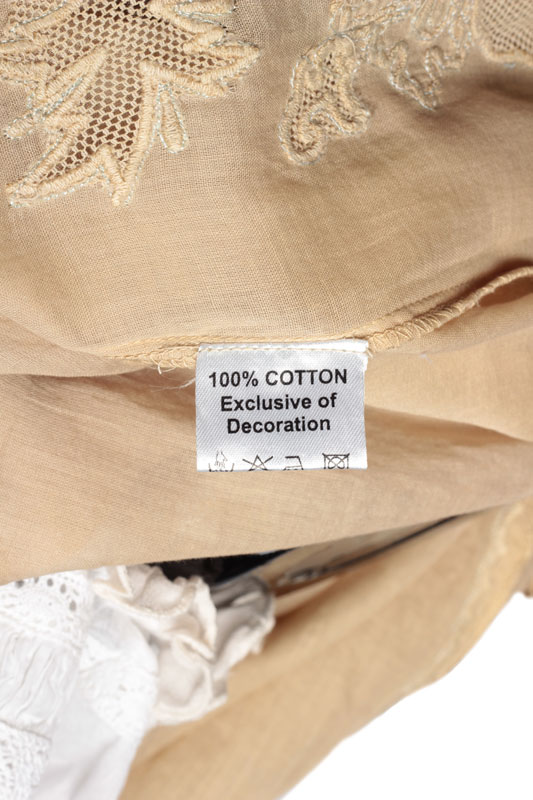 100% COTTON
Exclusive of
Decoration